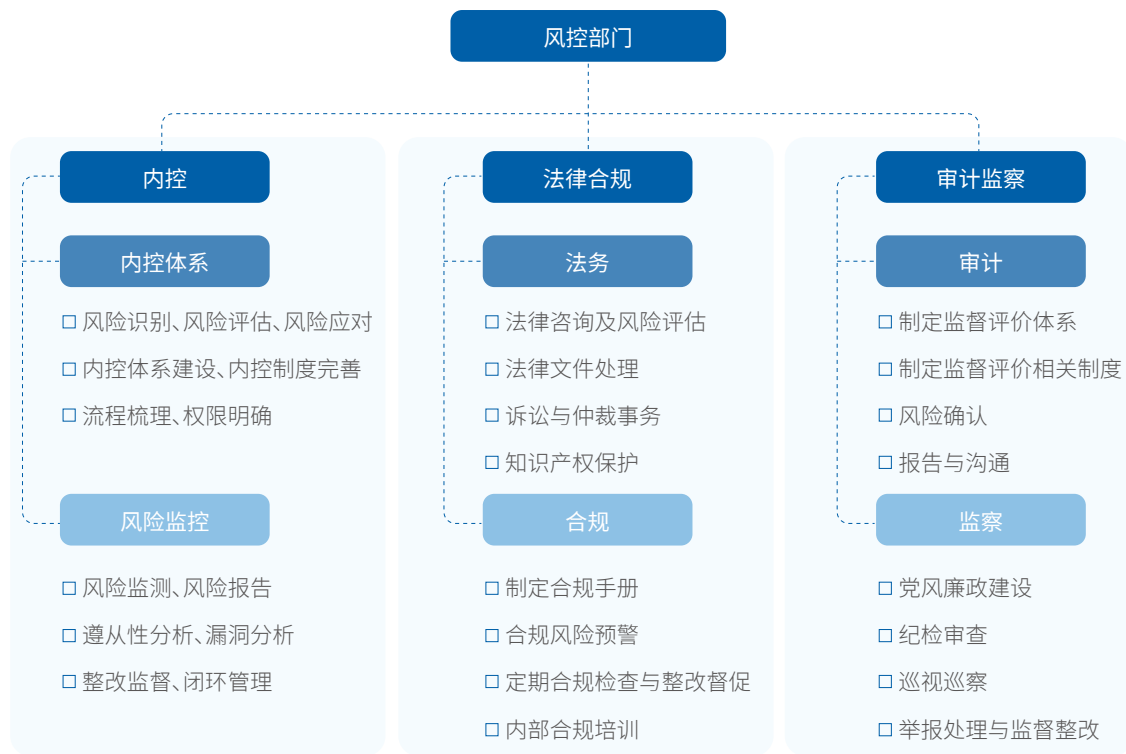 风控部门
内控
内控体系
□ 风险识别、风险评估、风险应对
□ 内控体系建设、内控制度完善
□ 流程梳理、权限明确
风险监控
□ 风险监测、风险报告
□ 遵从性分析、漏洞分析
□ 整改监督、闭环管理
法律合规
法务
□ 法律咨询及风险评估
□ 法律文件处理
□ 诉讼与仲裁事务
□ 知识产权保护
合规
□ 制定合规手册
□ 合规风险预警
□ 定期合规检查与整改督促
□ 内部合规培训
审计监察
审计
□ 制定监督评价体系
□ 制定监督评价相关制度
□ 风险确认
□ 报告与沟通
监察
□ 党风廉政建设
□ 纪检审查
□ 巡视巡察
□ 举报处理与监督整改